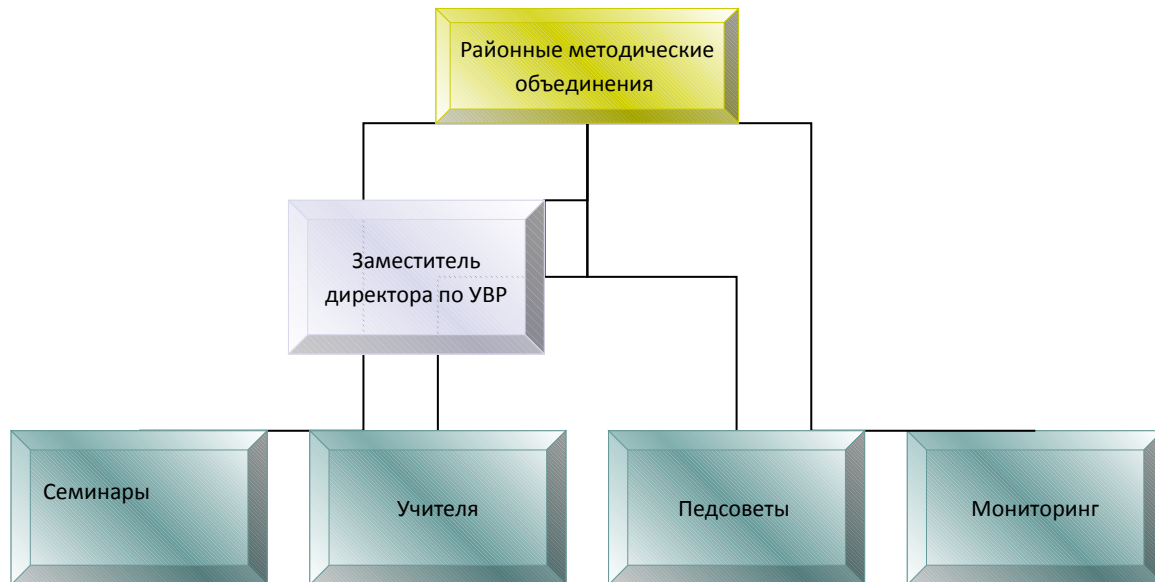 Районные методические
объединения
Заместитель
директора по УВР
Семинары
Учителя
Педсоветы
Мониторинг